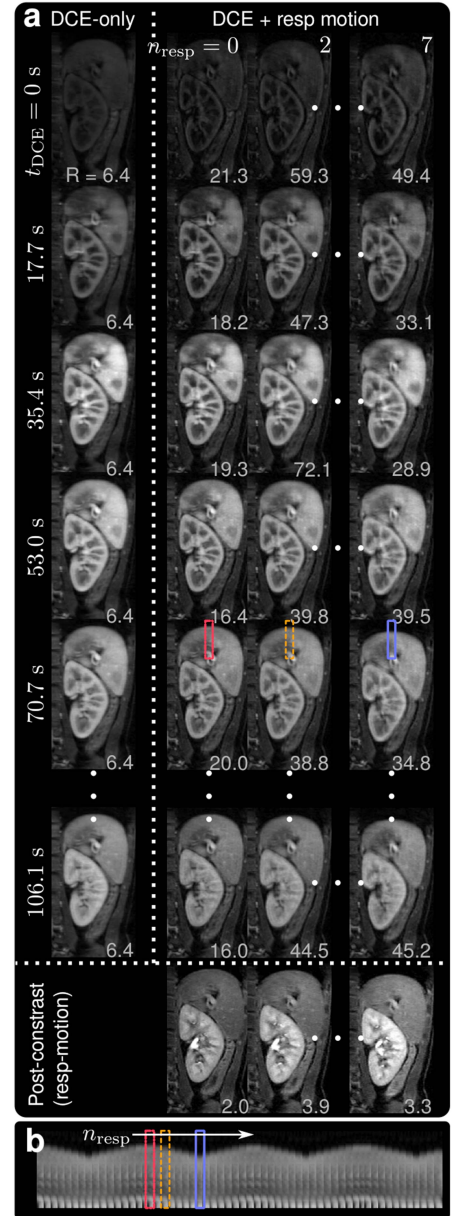 a DCE-only DCE + resp motion
n_resp = 0 2 7
t_DCE = 0 s
R = 6.4 21.3 59.3 49.4
17.7 s
6.4 18.2 47.3 33.1
35.4 s
6.4 19.3 72.1 28.9
53.0 s
6.4 16.4 39.8 39.5
70.7 s
6.4 20.0 38.8 34.8
106.1 s
6.4 16.0 44.5 45.2
Post-constrast
(resp-motion)
2.0 3.9 3.3
b n_resp